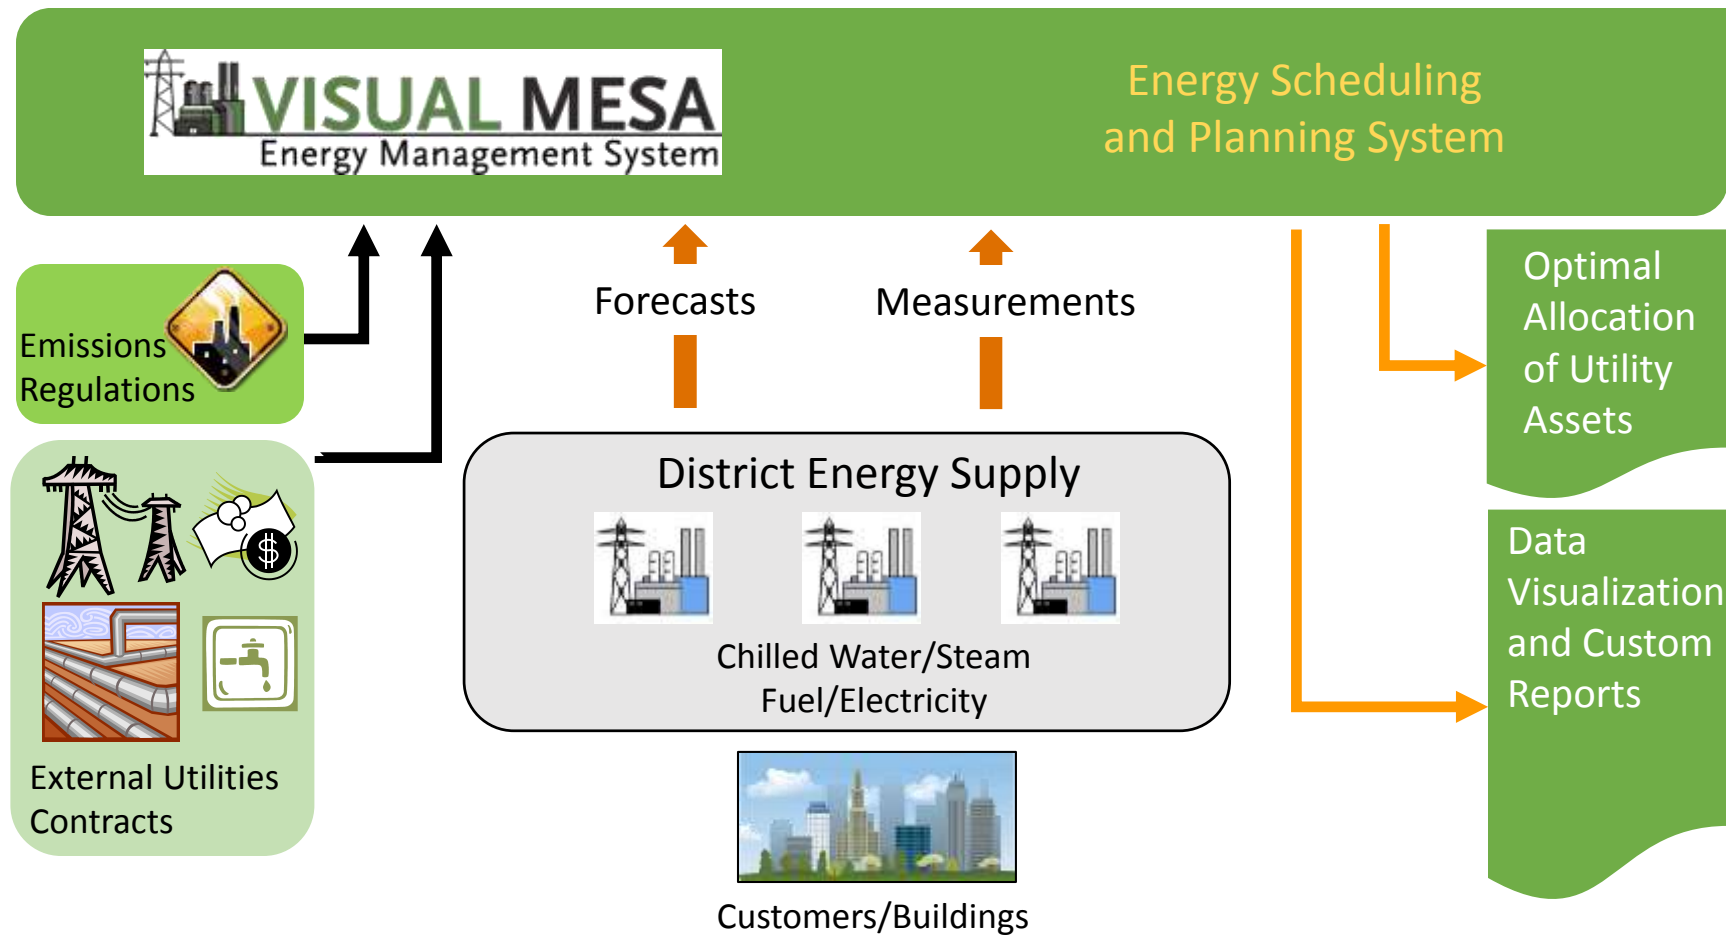 VISUAL MESA
Energy Management System
Energy Scheduling
and Planning System
Emissions
Regulations
Forecasts
Measurements
Optimal
Allocation
of Utility
Assets
District Energy Supply
$
Chilled Water/Steam
Fuel/Electricity
External Utilities
Contracts
Data
Visualization
and Custom
Reports
Customers/Buildings